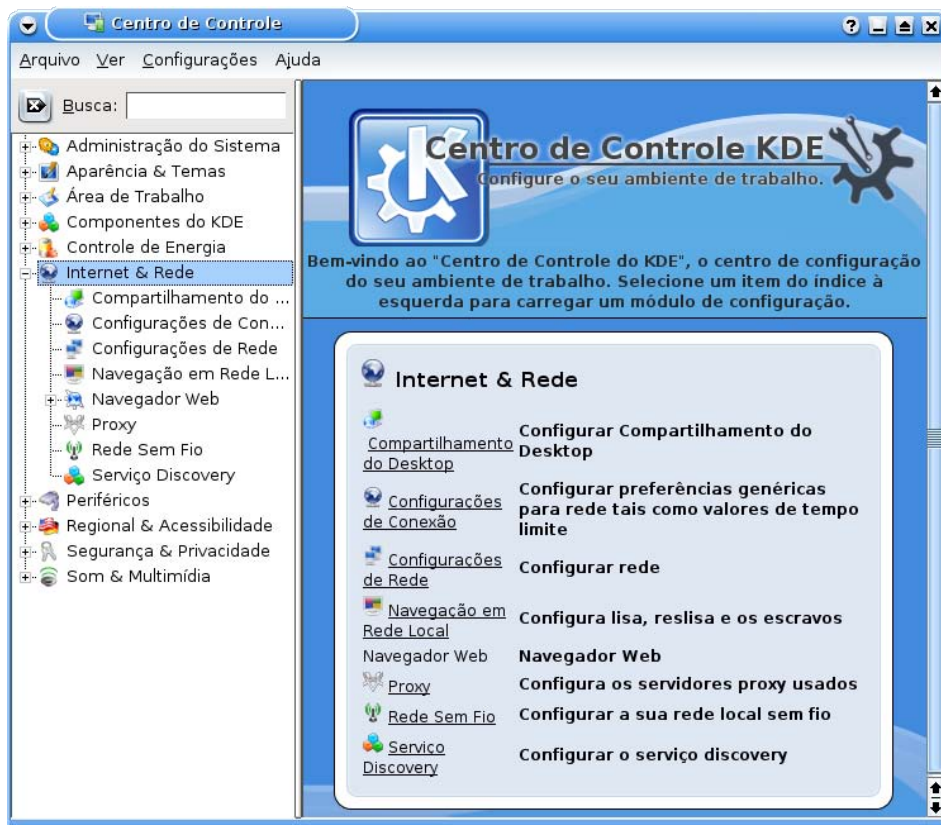 Centro de Controle
Arquivo Ver Configurações Ajuda
Busca:
Administração do Sistema
Aparência & Temas
Área de Trabalho
Componentes do KDE
Controle de Energia
Internet & Rede
Compartilhamento do ...
Configurações de Con...
Configurações de Rede
Navegação em Rede L...
Navegador Web
Proxy
Rede Sem Fio
Serviço Discovery
Periféricos
Regional & Acessibilidade
Segurança & Privacidade
Som & Multimídia
Centro de Controle KDE
Configure o seu ambiente de trabalho.
Bem-vindo ao "Centro de Controle do KDE", o centro de configuração
do seu ambiente de trabalho. Selecione um item do índice à
esquerda para carregar um módulo de configuração.
Internet & Rede
Compartilhamento
do Desktop
Configurar Compartilhamento do
Desktop
Configurações
de Conexão
Configurar preferências genéricas
para rede tais como valores de tempo
limite
Configurações
de Rede
Configurar rede
Navegação em
Rede Local
Configura lisa, reslisa e os escravos
Navegador Web
Navegador Web
Proxy
Configura os servidores proxy usados
Rede Sem Fio
Configurar a sua rede local sem fio
Serviço
Discovery
Configurar o serviço discovery